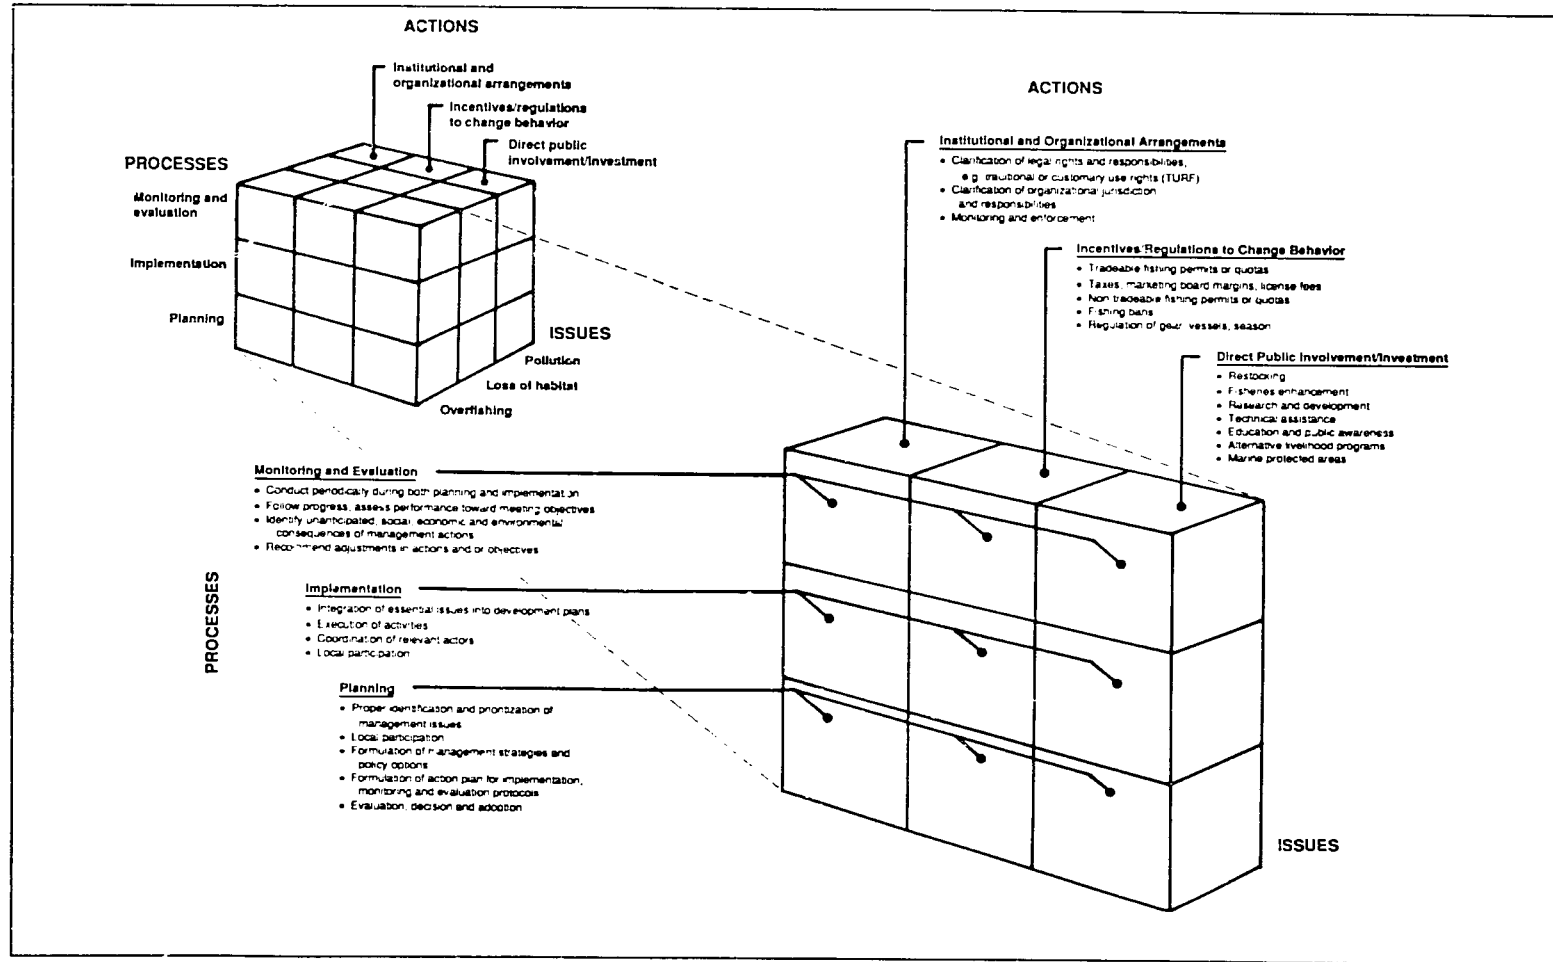 ACTIONS
Institutional and
organizational arrangements
Incentives/regulations
to change behavior
Direct public
involvement/investment
PROCESSES
Monitoring and
evaluation
Implementation
Planning
ISSUES
Pollution
Loss of habitat
Overfishing
ACTIONS
Institutional and Organizational Arrangements
• Clarification of legal rights and responsibilities,
e.g. traditional or customary use rights (TURF)
• Clarification of organizational jurisdiction
and responsibilities
• Monitoring and enforcement
Incentives/Regulations to Change Behavior
• Tradeable fishing permits or quotas
• Taxes, marketing board margins, license fees
• Non tradeable fishing permits or quotas
• Fishing bans
• Regulation of gear, vessels, season
Direct Public Involvement/Investment
• Restocking
• Fisheries enhancement
• Research and development
• Technical assistance
• Education and public awareness
• Alternative livelihood programs
• Marine protected areas
PROCESSES
Monitoring and Evaluation
• Conduct periodically during both planning and implementation
• Follow progress, assess performance toward meeting objectives
• Identify unanticipated, social, economic and environmental
consequences of management actions
• Recommend adjustments in actions and or objectives
Implementation
• Integration of essential issues into development plans
• Execution of activities
• Coordination of relevant actors
• Local participation
Planning
• Proper identification and prioritization of
management issues
• Local participation
• Formulation of management strategies and
policy options
• Formulation of action plan for implementation,
monitoring and evaluation protocols
• Evaluation, decision and adoption
ISSUES